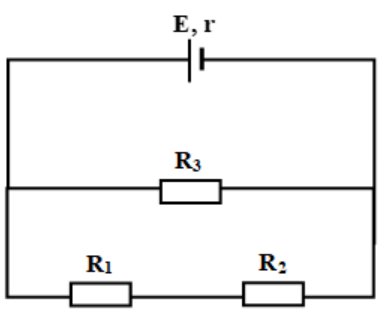 E, r
R₃
R₁ R₂